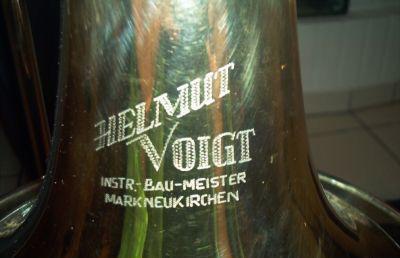 HELMUT
VOIGT
INSTR.-BAU-MEISTER
MARKNEUKIRCHEN